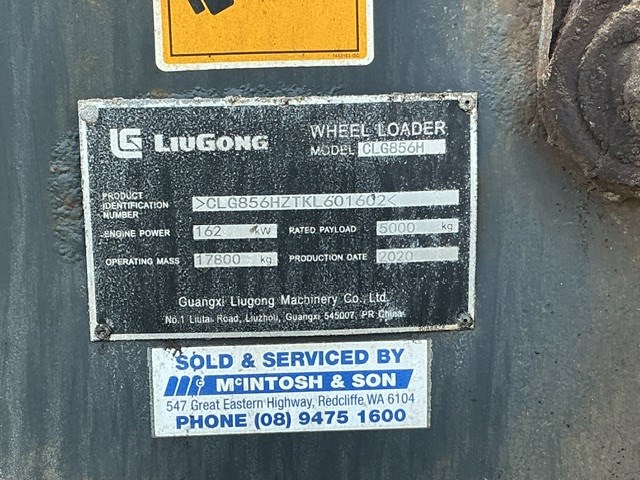 LG LIUGONG
WHEEL LOADER
MODEL CLG856H
PRODUCT IDENTIFICATION NUMBER >CLG856HZTKL601602<
ENGINE POWER 162 kW RATED PAYLOAD 5000 kg
OPERATING MASS 17800 kg PRODUCTION DATE 2020
Guangxi Liugong Machinery Co., Ltd.
No.1 Liutai Road, Liuzhou, Guangxi 545007, PR China
SOLD & SERVICED BY
McINTOSH & SON
547 Great Eastern Highway, Redcliffe WA 6104
PHONE (08) 9475 1600